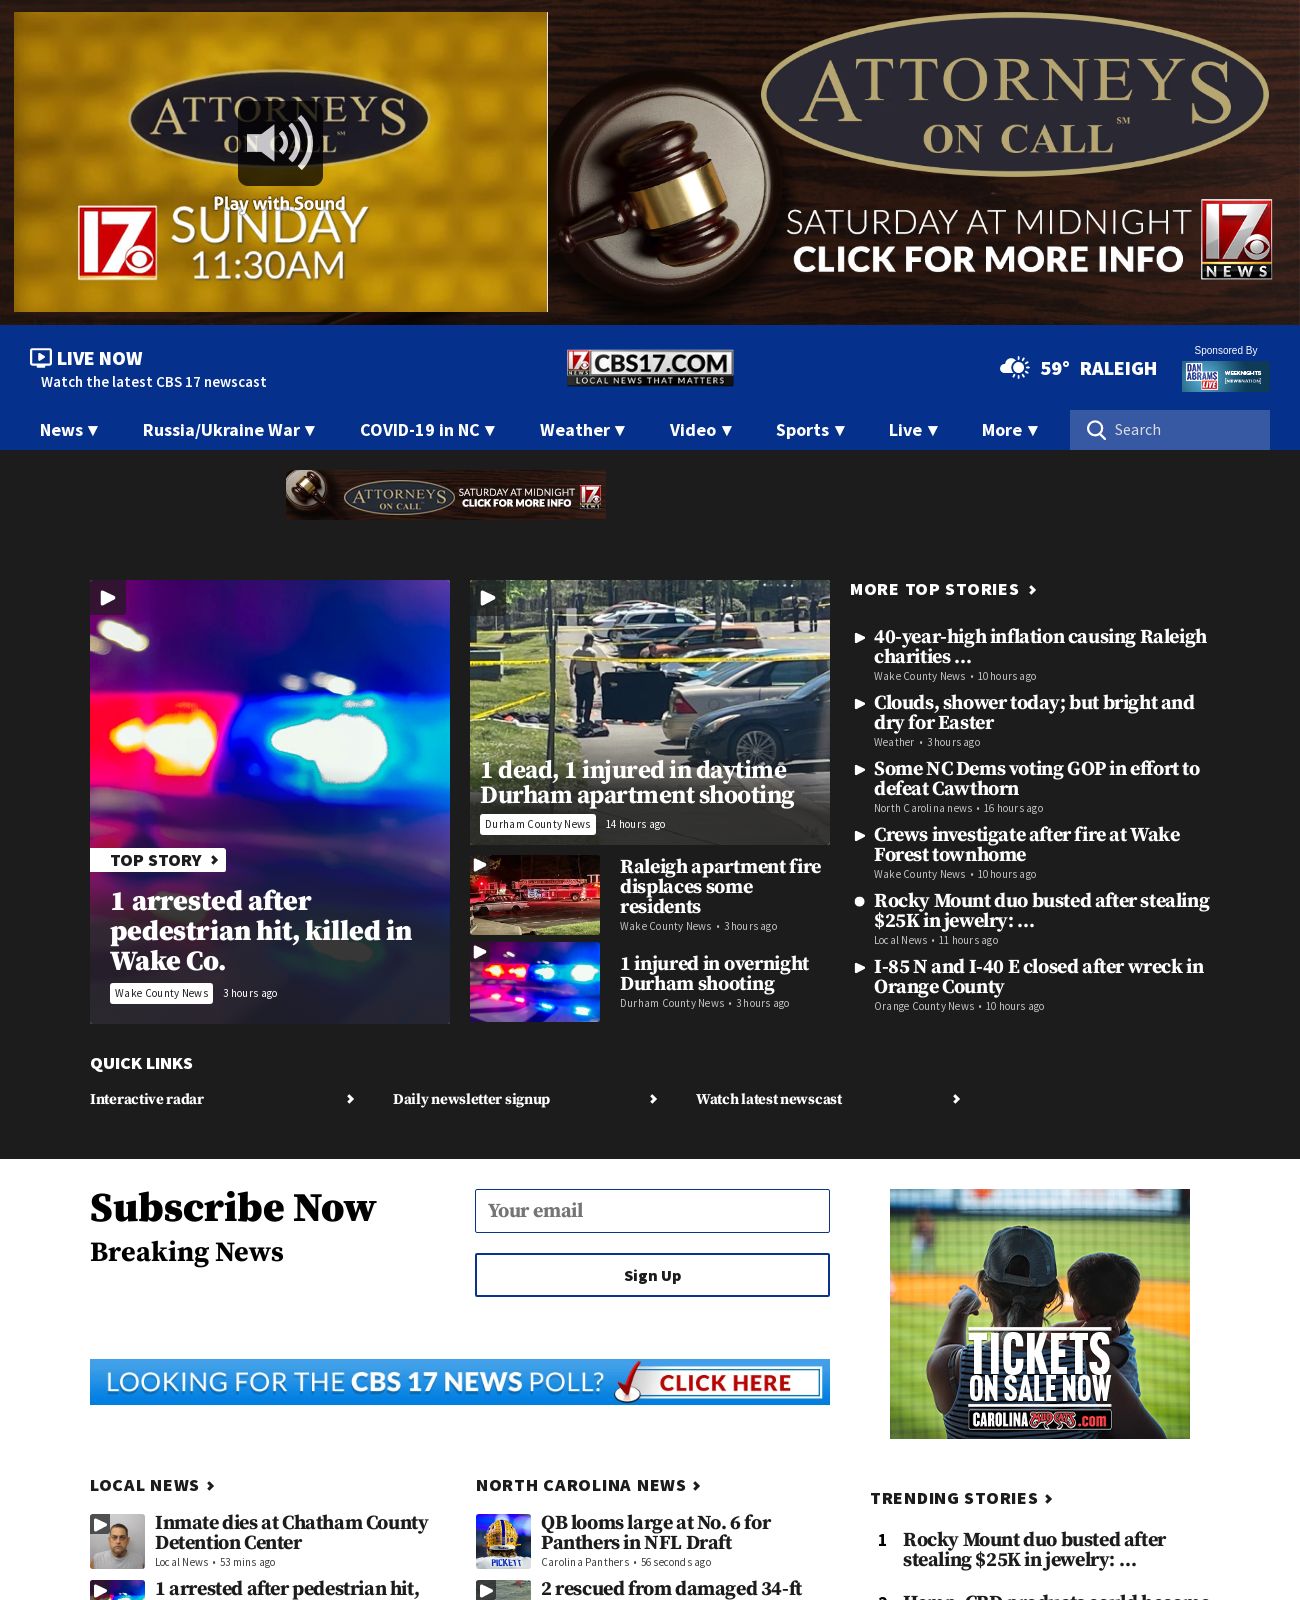 ATTORNEYS
ON CALL
SM
Play with Sound
17
SUNDAY
11:30AM
ATTORNEYS
ON CALL
SM
SATURDAY AT MIDNIGHT
CLICK FOR MORE INFO
17
NEWS
LIVE NOW
Watch the latest CBS 17 newscast
17
NEWS
CBS17.COM
LOCAL NEWS THAT MATTERS
59° RALEIGH
Sponsored By
DAN
ABRAMS
LIVE
WEEKNIGHTS
News ▼
Russia/Ukraine War ▼
COVID-19 in NC ▼
Weather ▼
Video ▼
Sports ▼
Live ▼
More ▼
Search
ATTORNEYS
ON CALL
SATURDAY AT MIDNIGHT
CLICK FOR MORE INFO
17
NEWS
TOP STORY
1 arrested after
pedestrian hit, killed in
Wake Co.
Wake County News 3 hours ago
1 dead, 1 injured in daytime
Durham apartment shooting
Durham County News 14 hours ago
Raleigh apartment fire
displaces some
residents
Wake County News • 3 hours ago
1 injured in overnight
Durham shooting
Durham County News • 3 hours ago
MORE TOP STORIES
40-year-high inflation causing Raleigh
charities …
Wake County News • 10 hours ago
Clouds, shower today; but bright and
dry for Easter
Weather • 3 hours ago
Some NC Dems voting GOP in effort to
defeat Cawthorn
North Carolina news • 16 hours ago
Crews investigate after fire at Wake
Forest townhome
Wake County News • 10 hours ago
Rocky Mount duo busted after stealing
$25K in jewelry: …
Local News • 11 hours ago
I-85 N and I-40 E closed after wreck in
Orange County
Orange County News • 10 hours ago
QUICK LINKS
Interactive radar
Daily newsletter signup
Watch latest newscast
Subscribe Now
Breaking News
Your email
Sign Up
TICKETS
ON SALE NOW
CAROLINA MUDCATS .com
LOOKING FOR THE CBS 17 NEWS POLL? CLICK HERE
LOCAL NEWS
Inmate dies at Chatham County
Detention Center
Local News • 53 mins ago
1 arrested after pedestrian hit,
NORTH CAROLINA NEWS
PICKETT
QB looms large at No. 6 for
Panthers in NFL Draft
Carolina Panthers • 56 seconds ago
2 rescued from damaged 34-ft
TRENDING STORIES
1 Rocky Mount duo busted after
stealing $25K in jewelry: …